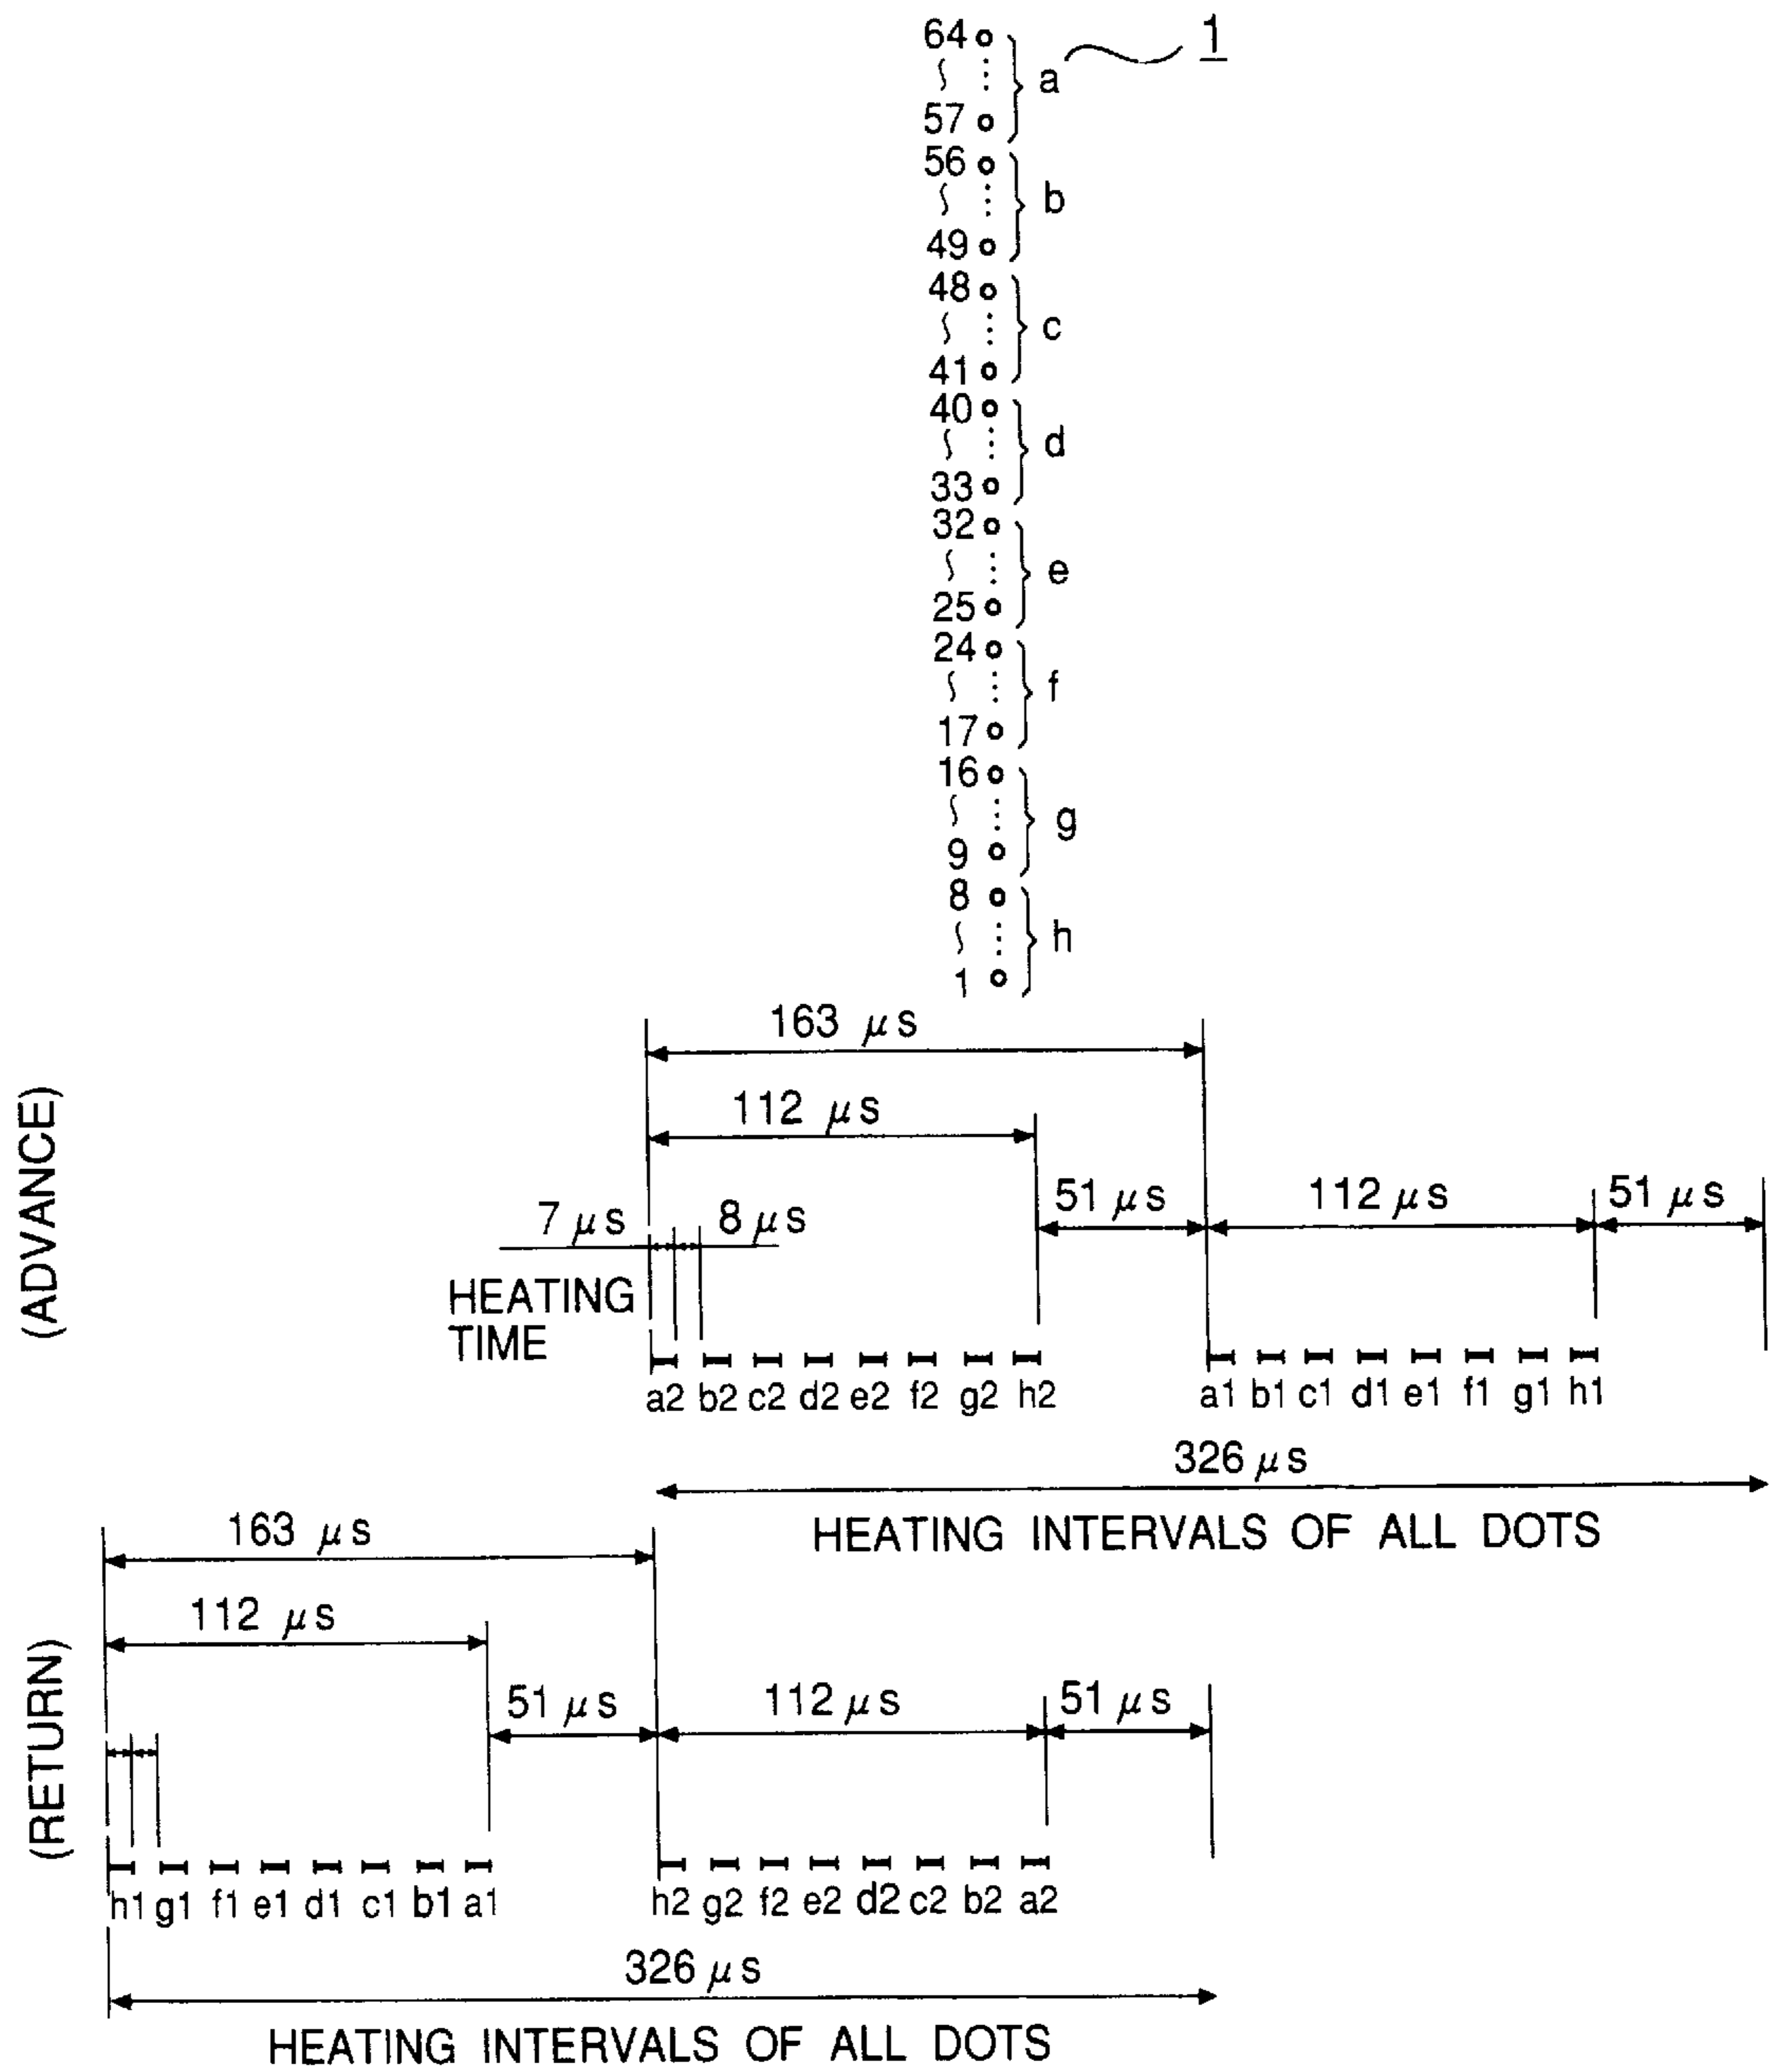 64 1
a
57
56
b
49
48
c
41
40
d
33
32
e
25
24
f
17
16
g
9
8
h
1
(ADVANCE)
163 μs
112 μs
51 μs 112 μs 51 μs
7 μs 8 μs
HEATING
TIME
a2 b2 c2 d2 e2 f2 g2 h2 a1 b1 c1 d1 e1 f1 g1 h1
326 μs
HEATING INTERVALS OF ALL DOTS
(RETURN)
163 μs
112 μs
51 μs 112 μs 51 μs
h1 g1 f1 e1 d1 c1 b1 a1 h2 g2 f2 e2 d2 c2 b2 a2
326 μs
HEATING INTERVALS OF ALL DOTS